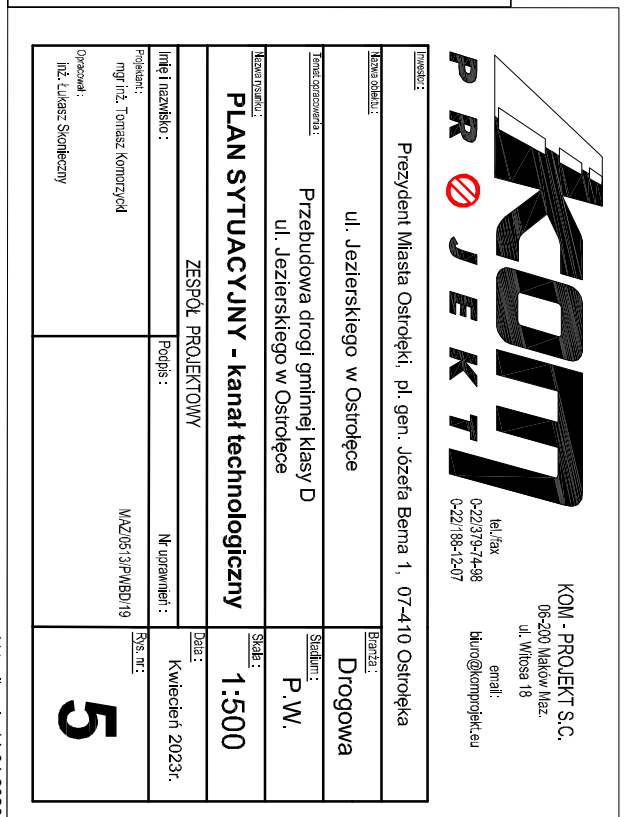 KOM
PROJEKT
KOM - PROJEKT S.C.
06-200 Maków Maz.
ul. Witosa 18
tel./fax
0-22/379-74-98
0-22/188-12-07
email:
biuro@komprojekt.eu
Inwestor :
Prezydent Miasta Ostrołęki, pl. gen. Józefa Bema 1, 07-410 Ostrołęka
Nazwa obiektu :
ul. Jezierskiego w Ostrołęce
Branża :
Drogowa
Temat opracowania :
Przebudowa drogi gminnej klasy D
ul. Jezierskiego w Ostrołęce
Stadium :
P.W.
Nazwa rysunku :
PLAN SYTUACYJNY - kanał technologiczny
Skala :
1:500
ZESPÓŁ PROJEKTOWY
Data :
Kwiecień 2023r.
Imię i nazwisko :
Podpis :
Nr uprawnień :
Projektant :
mgr inż. Tomasz Komorzycki
MAZ/0513/PWBD/19
Rys. nr :
5
Opracował :
inż. Łukasz Skonieczny